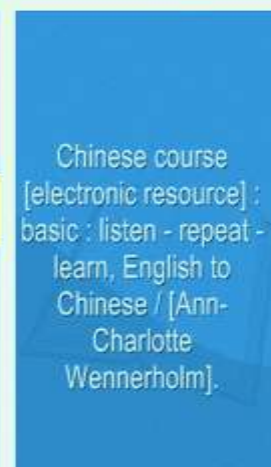 Chinese course
[electronic resource] :
basic : listen - repeat -
learn, English to
Chinese / [Ann-
Charlotte
Wennerholm].